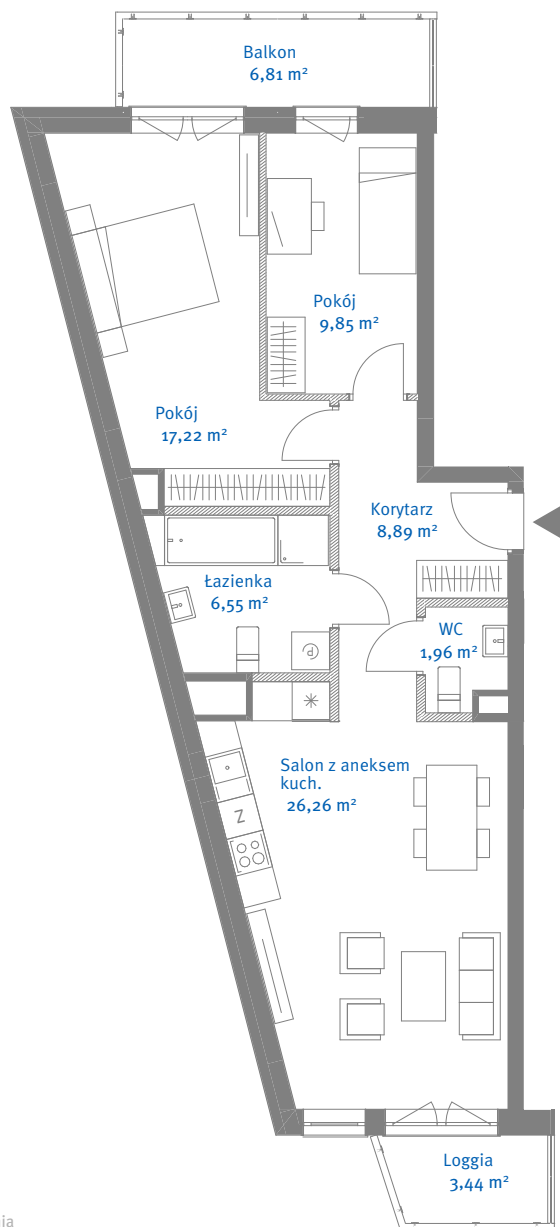 Balkon
6,81 m²
Pokój
9,85 m²
Pokój
17,22 m²
Korytarz
8,89 m²
Łazienka
6,55 m²
WC
1,96 m²
P
Salon z aneksem
kuch.
26,26 m²
Z
Loggia
3,44 m²
nia